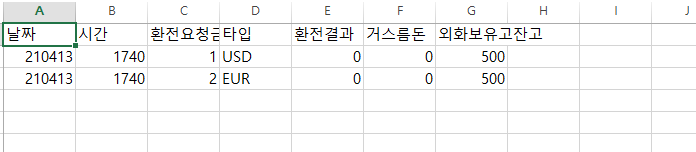 A B C D E F G H I J
날짜 시간 환전요청금 타입 환전결과 거스름돈 외화보유고잔고
210413 1740 1 USD 0 0 500
210413 1740 2 EUR 0 0 500